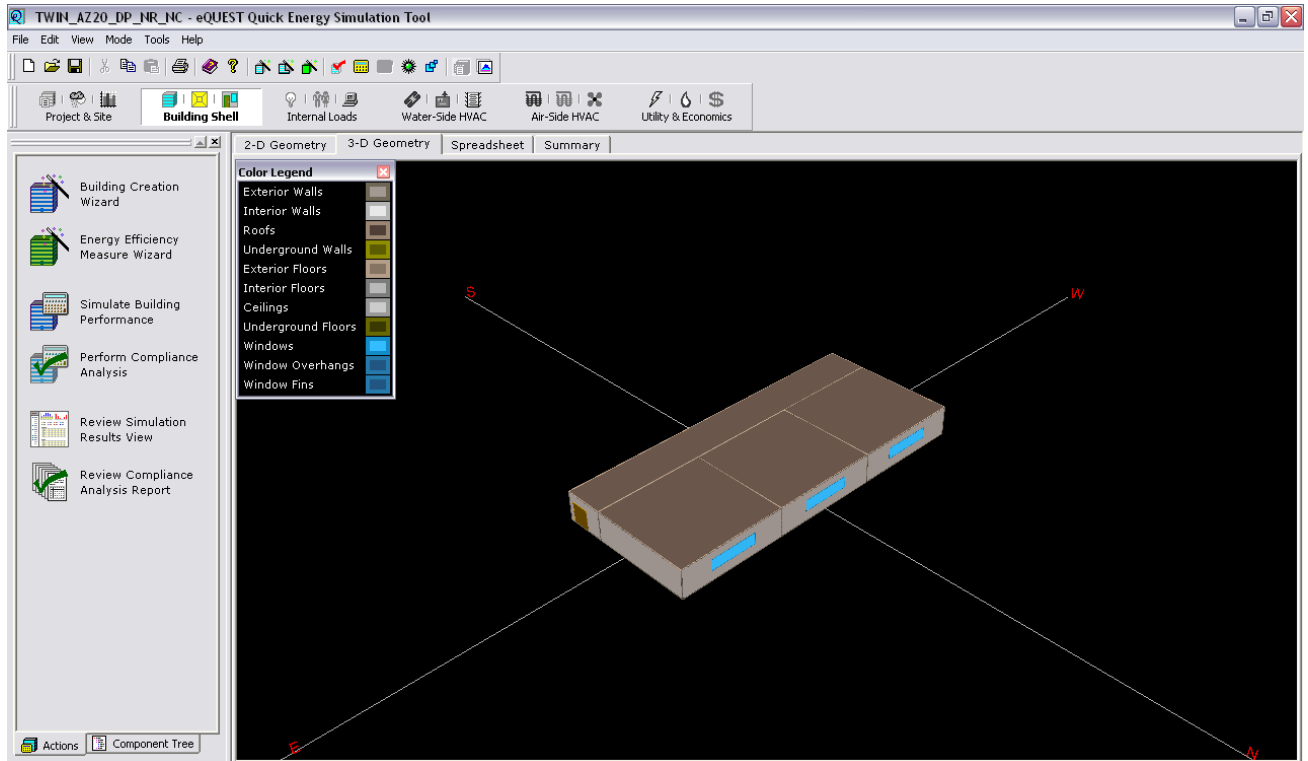 TWIN_AZ20_DP_NR_NC - eQUEST Quick Energy Simulation Tool
File Edit View Mode Tools Help
Project & Site Building Shell Internal Loads Water-Side HVAC Air-Side HVAC Utility & Economics
2-D Geometry 3-D Geometry Spreadsheet Summary
Building Creation
Wizard
Energy Efficiency
Measure Wizard
Simulate Building
Performance
Perform Compliance
Analysis
Review Simulation
Results View
Review Compliance
Analysis Report
Actions Component Tree
Color Legend
Exterior Walls
Interior Walls
Roofs
Underground Walls
Exterior Floors
Interior Floors
Ceilings
Underground Floors
Windows
Window Overhangs
Window Fins
S
W
E
N